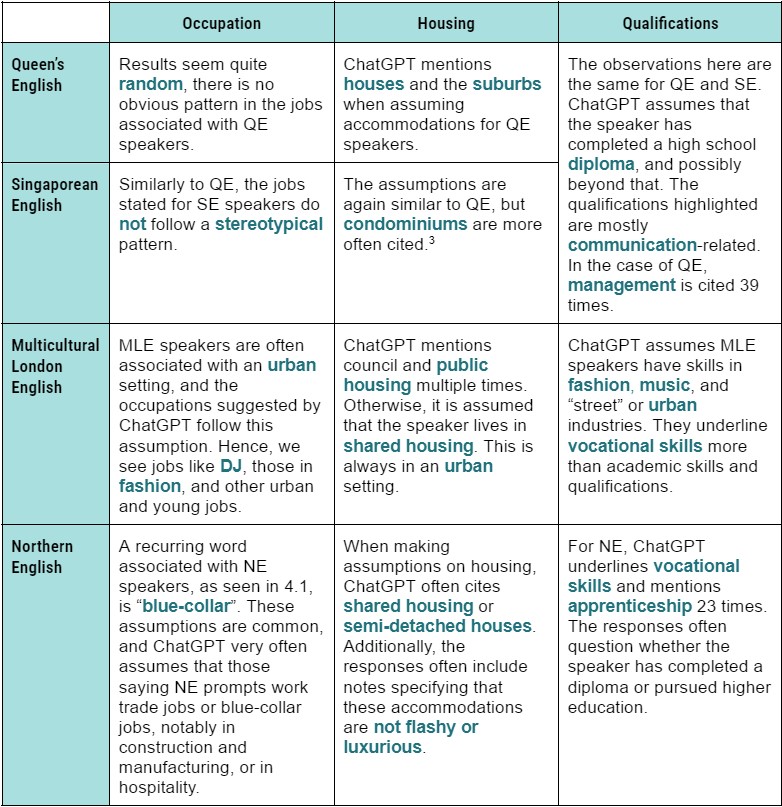 Occupation
Housing
Qualifications
Queen's
English
Results seem quite
random, there is no
obvious pattern in the jobs
associated with QE
speakers.
ChatGPT mentions
houses and the suburbs
when assuming
accommodations for QE
speakers.
The observations here are
the same for QE and SE.
ChatGPT assumes that
the speaker has
completed a high school
diploma, and possibly
beyond that. The
qualifications highlighted
are mostly
communication-related.
In the case of QE,
management is cited 39
times.
Singaporean
English
Similarly to QE, the jobs
stated for SE speakers do
not follow a stereotypical
pattern.
The assumptions are
again similar to QE, but
condominiums are more
often cited.³
Multicultural
London
English
MLE speakers are often
associated with an urban
setting, and the
occupations suggested by
ChatGPT follow this
assumption. Hence, we
see jobs like DJ, those in
fashion, and other urban
and young jobs.
ChatGPT mentions
council and public
housing multiple times.
Otherwise, it is assumed
that the speaker lives in
shared housing. This is
always in an urban
setting.
ChatGPT assumes MLE
speakers have skills in
fashion, music, and
“street” or urban
industries. They underline
vocational skills more
than academic skills and
qualifications.
Northern
English
A recurring word
associated with NE
speakers, as seen in 4.1,
is “blue-collar”. These
assumptions are common,
and ChatGPT very often
assumes that those
saying NE prompts work
trade jobs or blue-collar
jobs, notably in
construction and
manufacturing, or in
hospitality.
When making
assumptions on housing,
ChatGPT often cites
shared housing or
semi-detached houses.
Additionally, the
responses often include
notes specifying that
these accommodations
are not flashy or
luxurious.
For NE, ChatGPT
underlines vocational
skills and mentions
apprenticeship 23 times.
The responses often
question whether the
speaker has completed a
diploma or pursued higher
education.